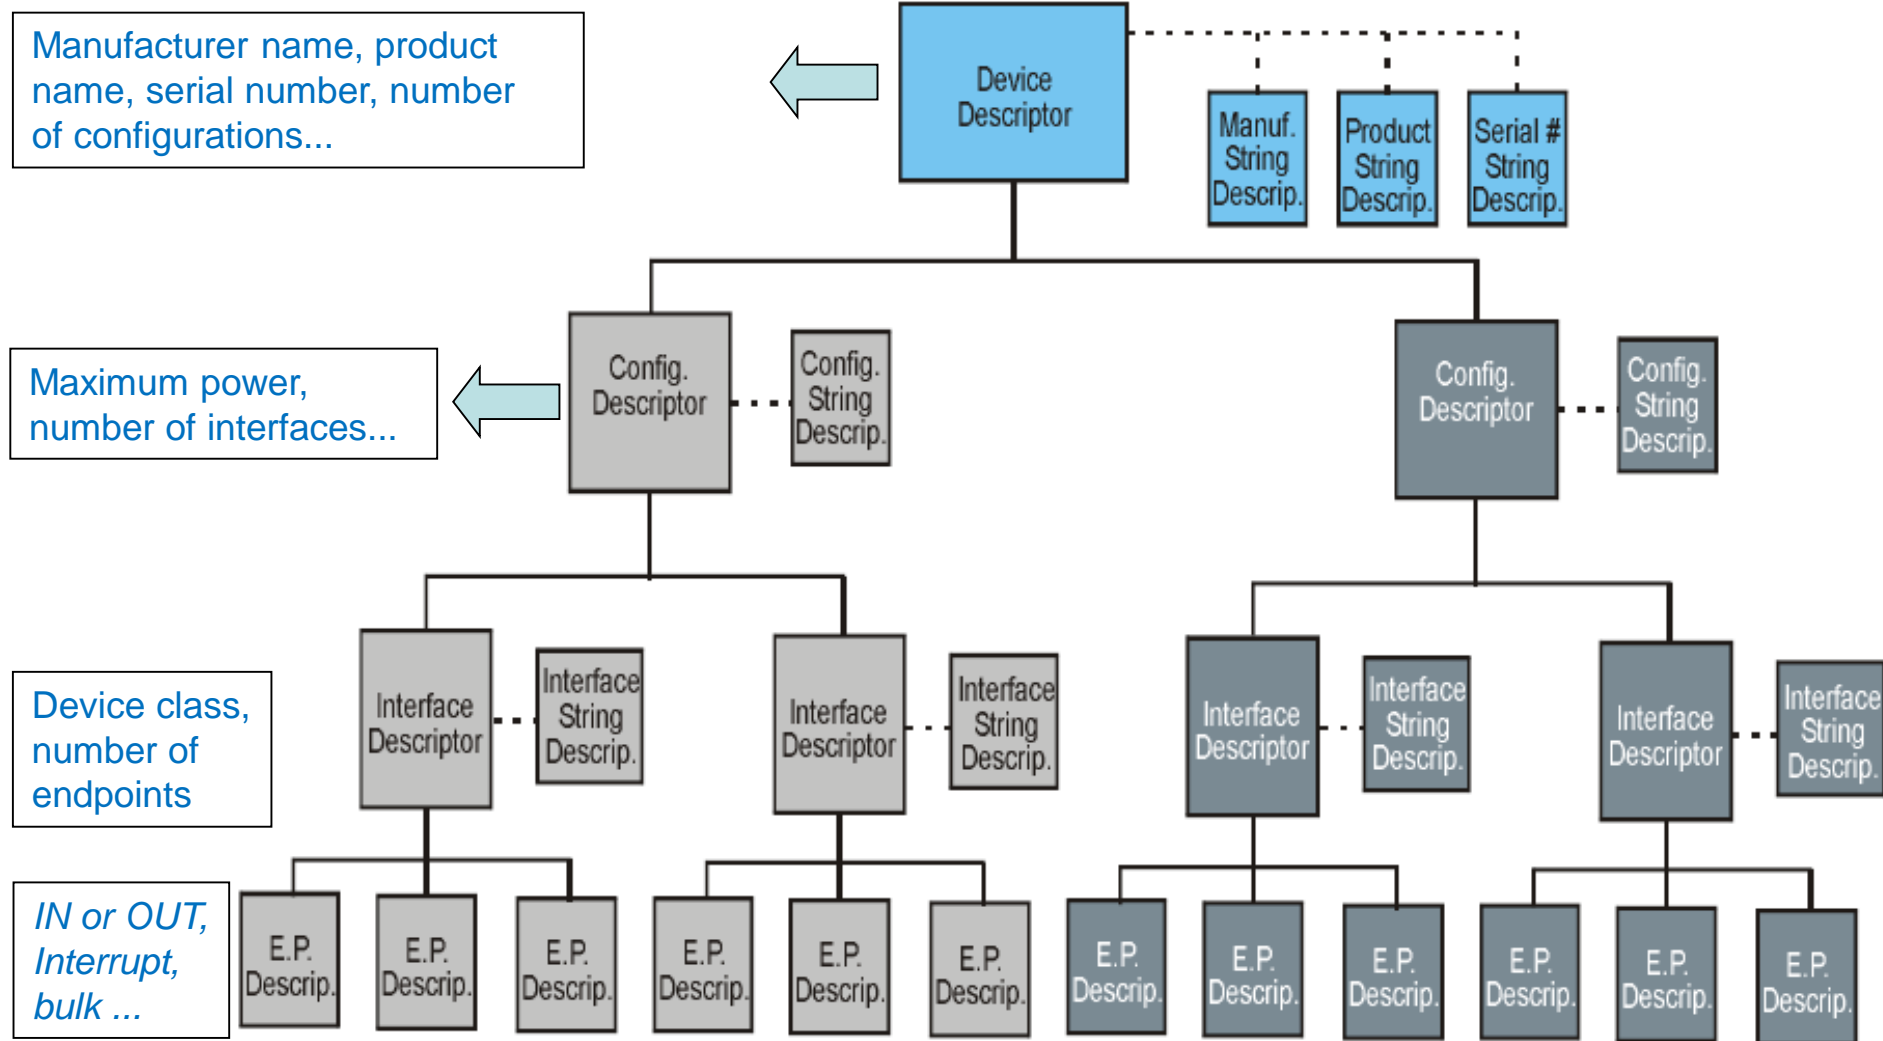 Manufacturer name, product
name, serial number, number
of configurations...
Device
Descriptor
Manuf.
String
Descrip.
Product
String
Descrip.
Serial #
String
Descrip.
Maximum power,
number of interfaces...
Config.
Descriptor
Config.
String
Descrip.
Config.
Descriptor
Config.
String
Descrip.
Device class,
number of
endpoints
Interface
Descriptor
Interface
String
Descrip.
Interface
Descriptor
Interface
String
Descrip.
Interface
Descriptor
Interface
String
Descrip.
Interface
Descriptor
Interface
String
Descrip.
IN or OUT,
Interrupt,
bulk ...
E.P.
Descrip.
E.P.
Descrip.
E.P.
Descrip.
E.P.
Descrip.
E.P.
Descrip.
E.P.
Descrip.
E.P.
Descrip.
E.P.
Descrip.
E.P.
Descrip.
E.P.
Descrip.
E.P.
Descrip.
E.P.
Descrip.